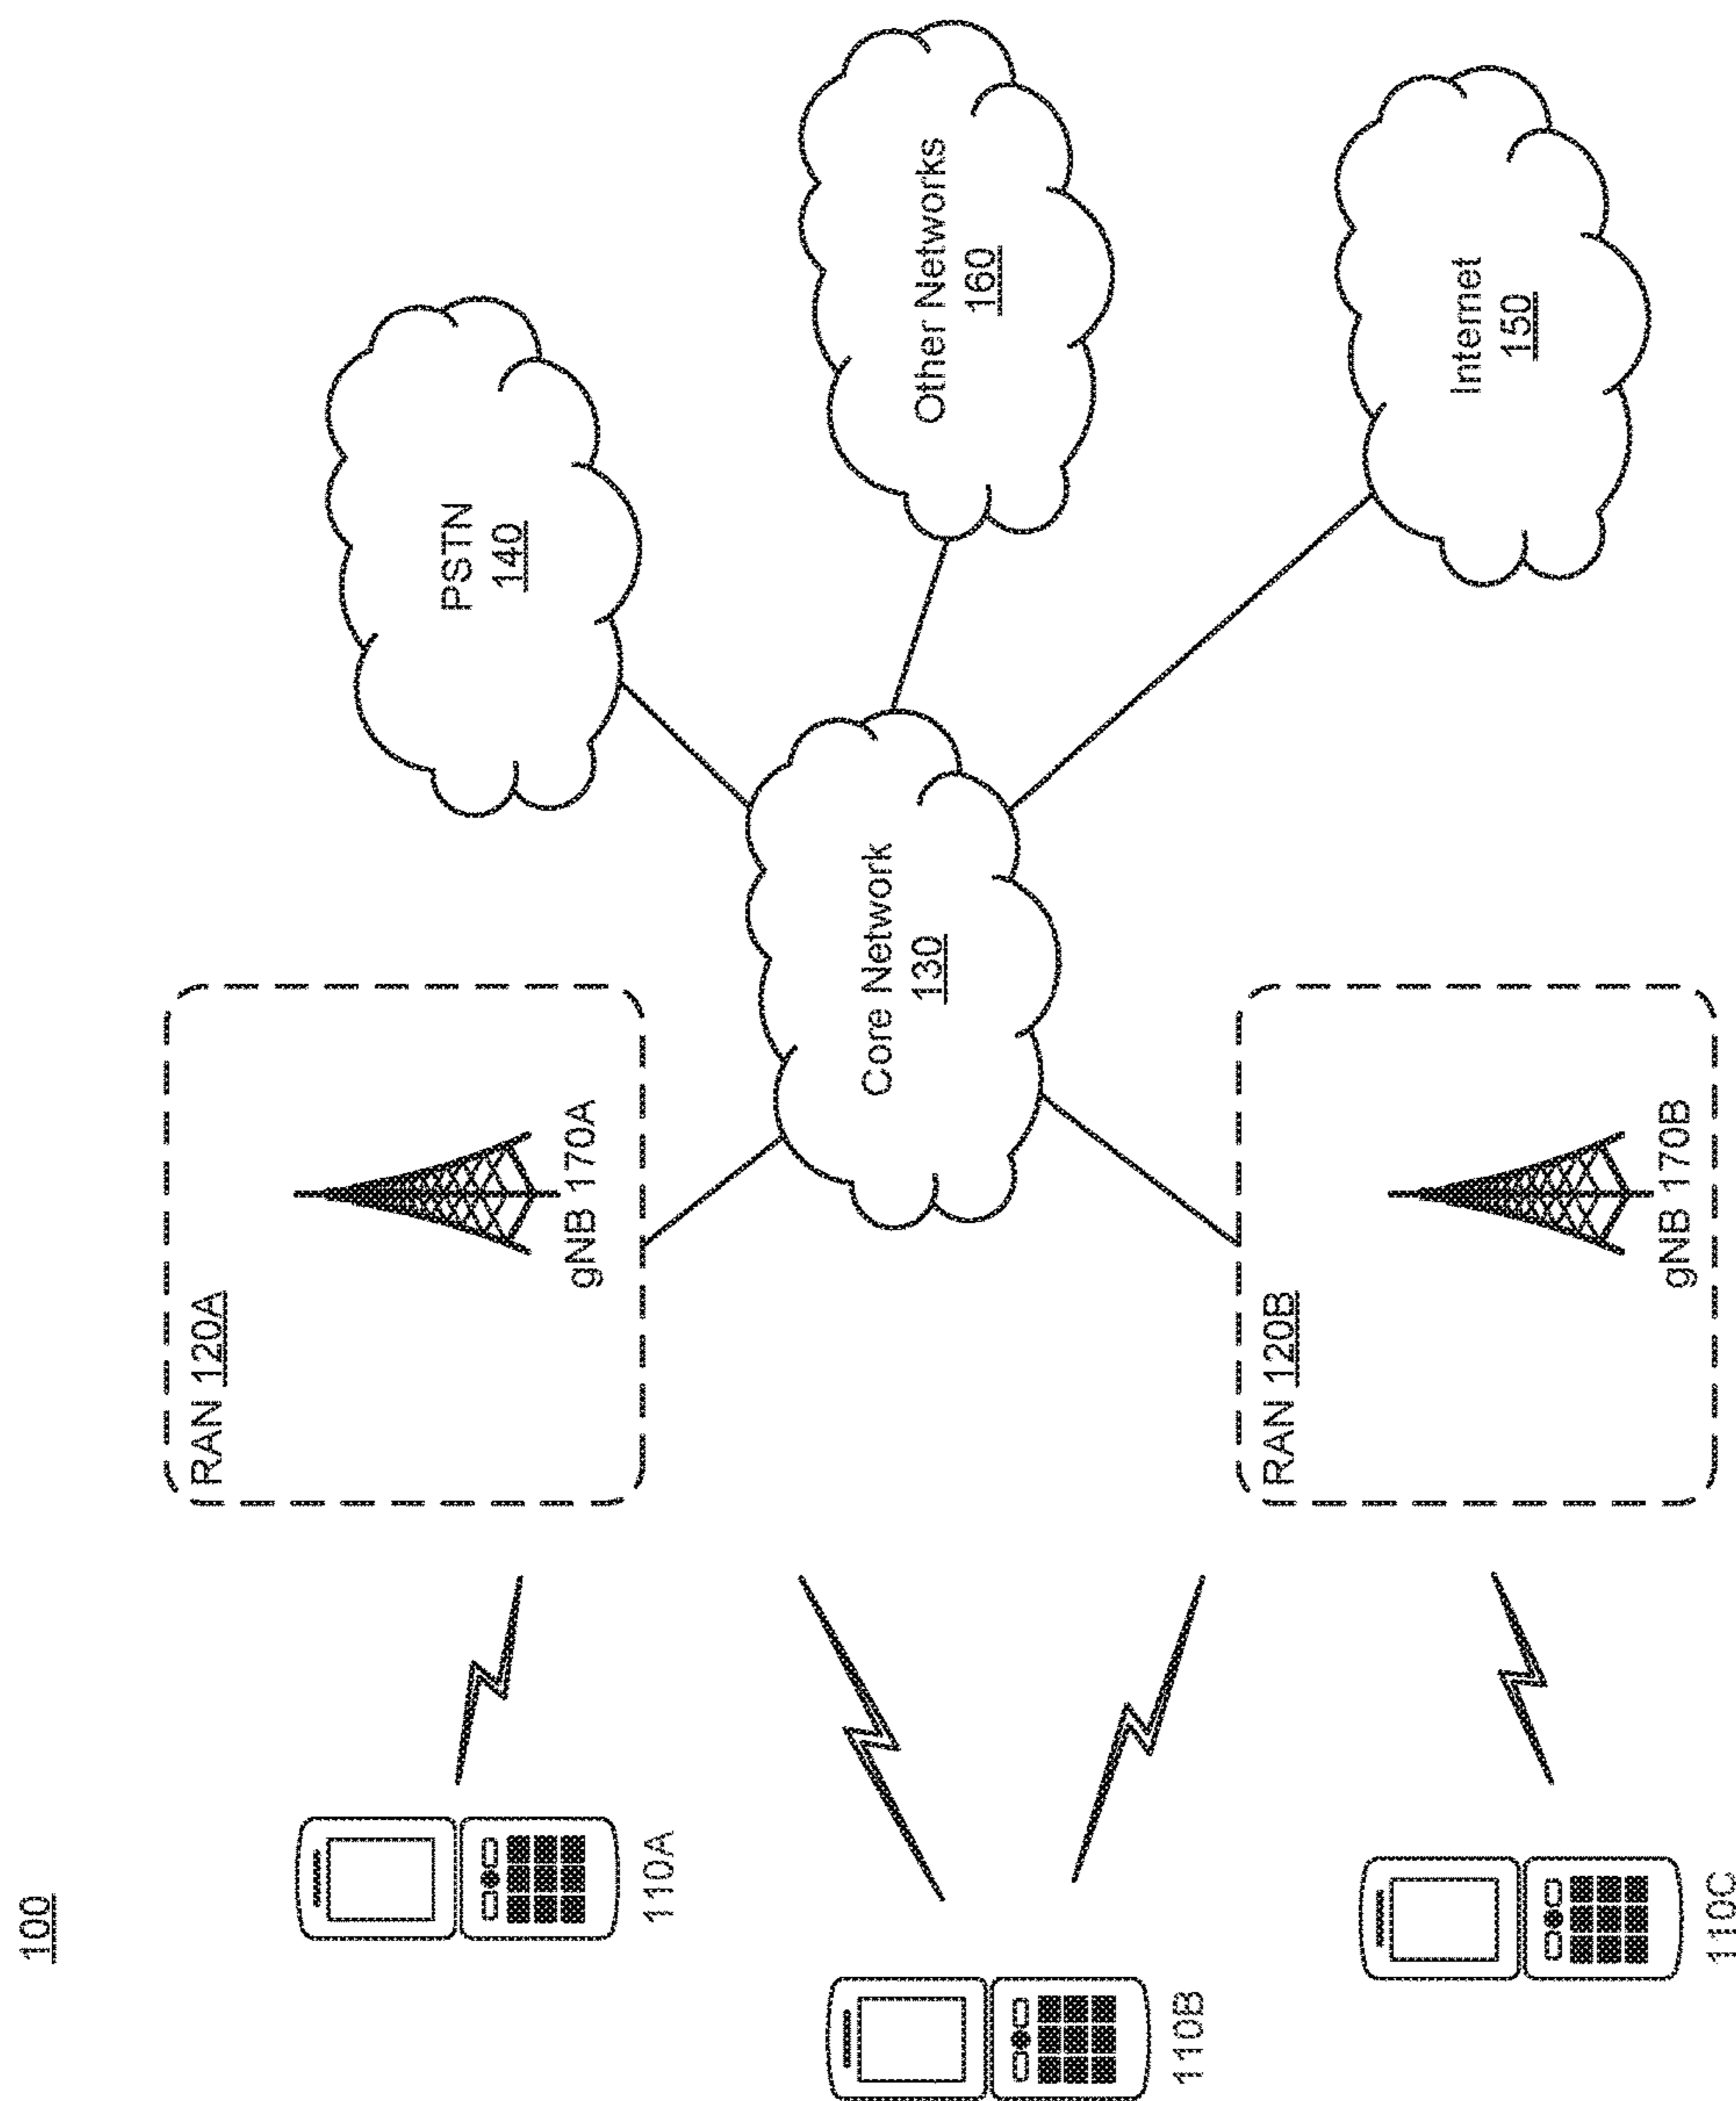 100
110A
110B
110C
RAN 120A
gNB 170A
RAN 120B
gNB 170B
Core Network
130
PSTN
140
Other Networks
160
Internet
150